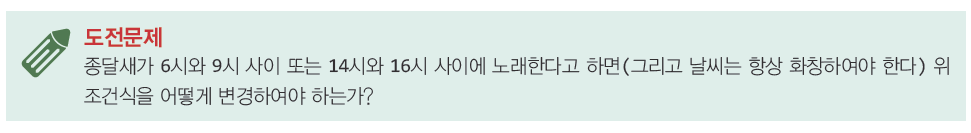 도전문제
종달새가 6시와 9시 사이 또는 14시와 16시 사이에 노래한다고 하면(그리고 날씨는 항상 화창하여야 한다) 위
조건식을 어떻게 변경하여야 하는가?